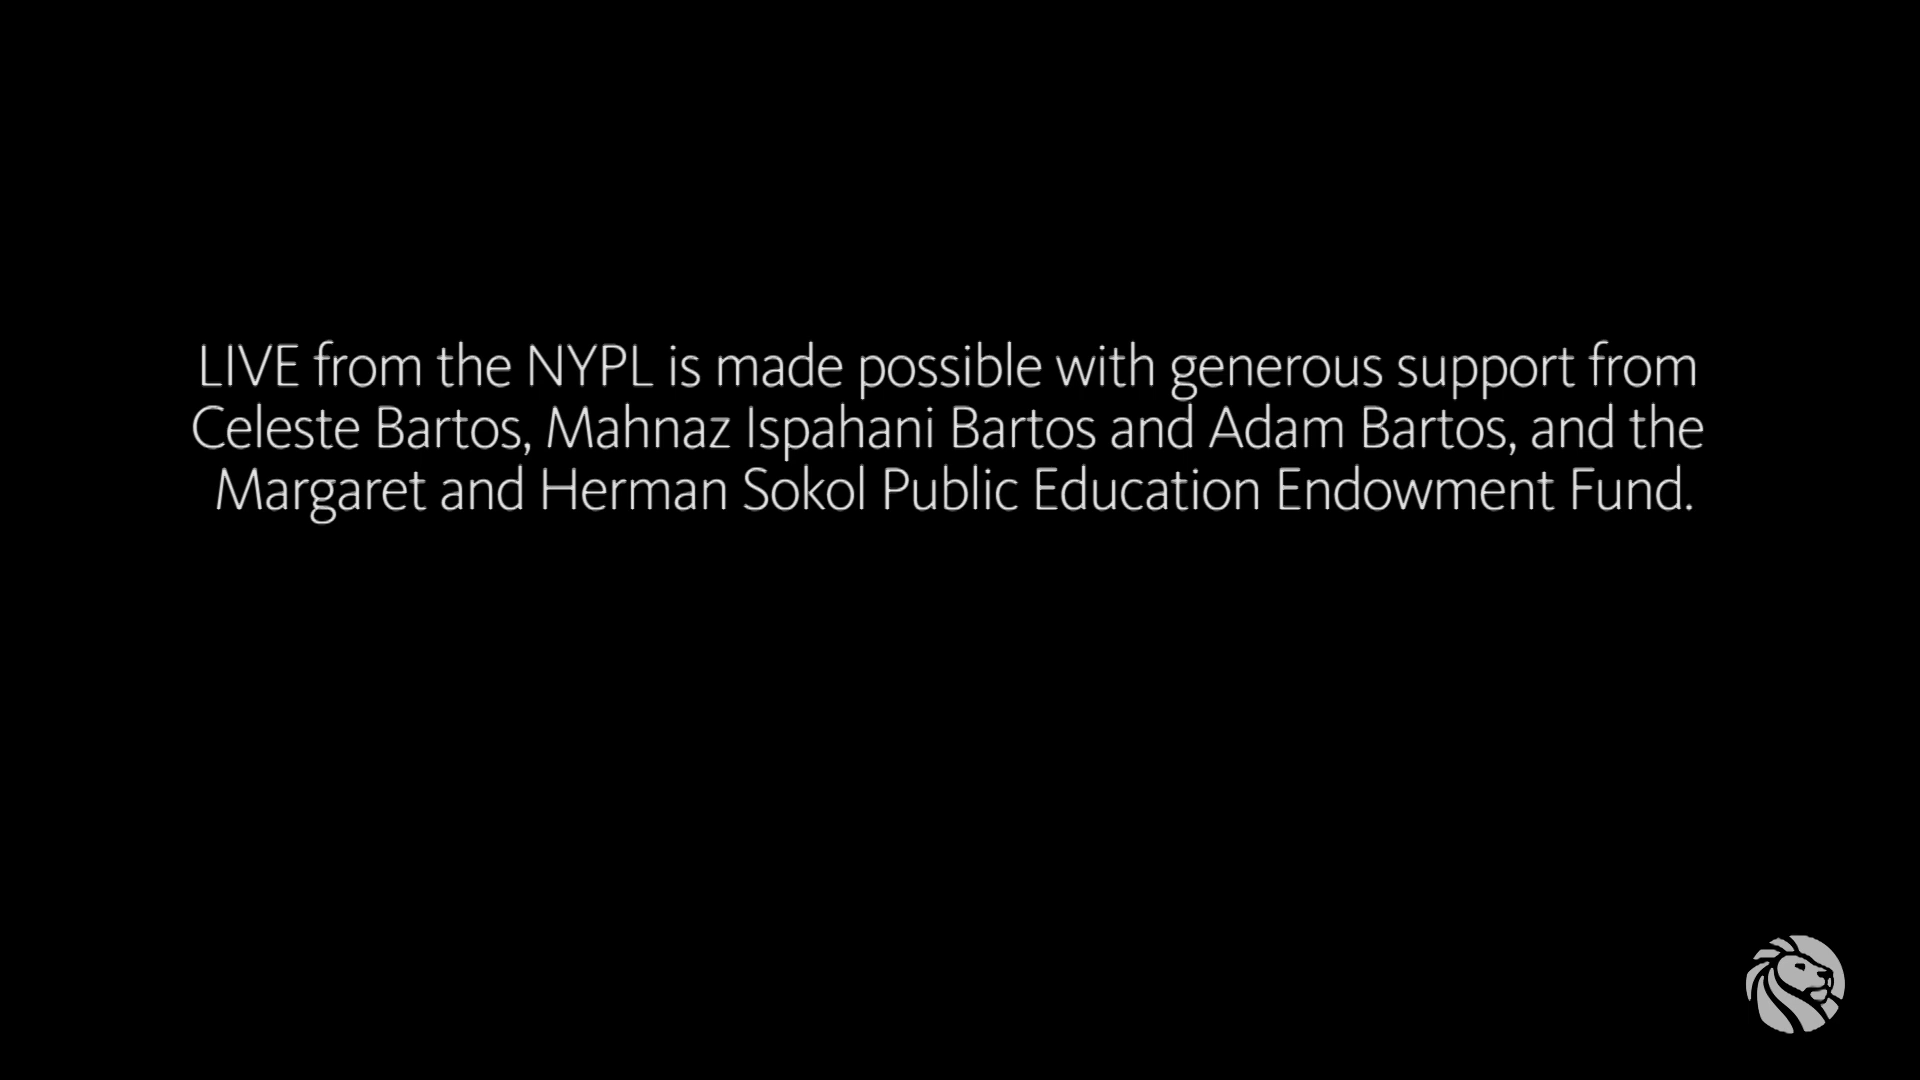 LIVE from the NYPL is made possible with generous support from
Celeste Bartos, Mahnaz Ispahani Bartos and Adam Bartos, and the
Margaret and Herman Sokol Public Education Endowment Fund.